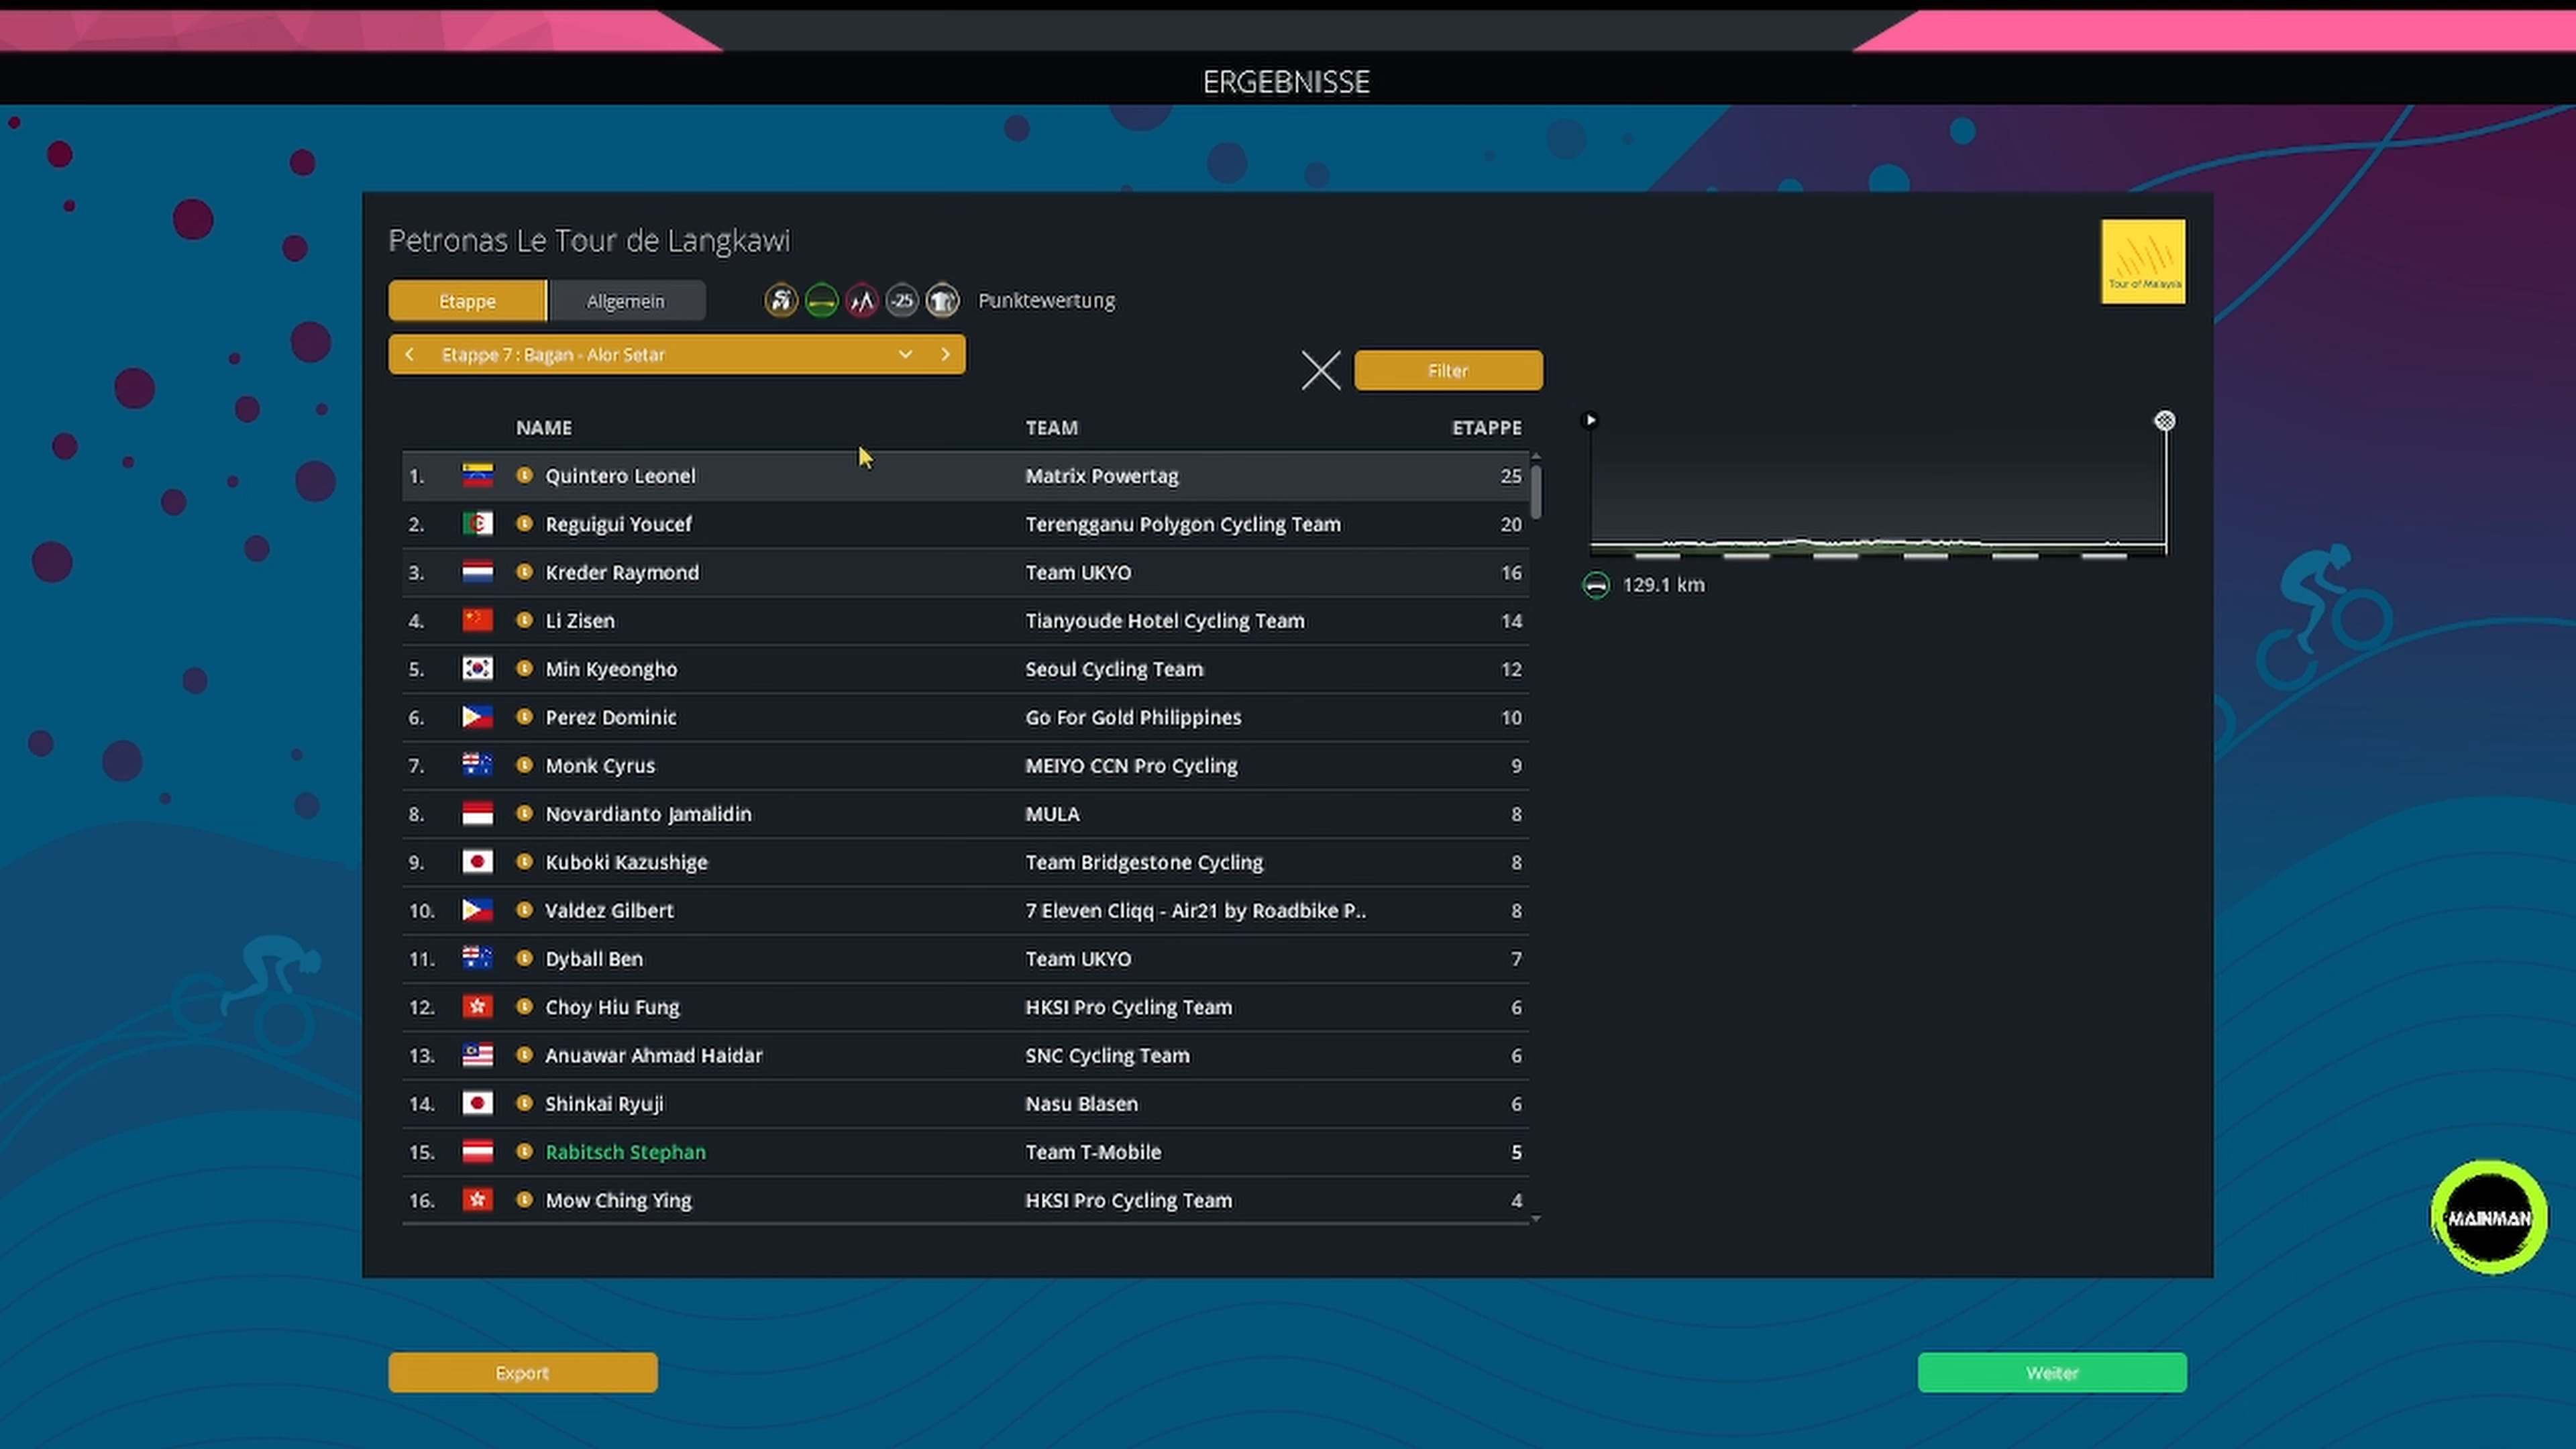 ERGEBNISSE
Petronas Le Tour de Langkawi
Tour of Malaysia
Etappe Allgemein -25 Punktewertung
Etappe 7 : Bagan - Alor Setar
Filter
NAME TEAM ETAPPE
1. Quintero Leonel Matrix Powertag 25
2. Reguigui Youcef Terengganu Polygon Cycling Team 20
3. Kreder Raymond Team UKYO 16
4. Li Zisen Tianyoude Hotel Cycling Team 14
5. Min Kyeongho Seoul Cycling Team 12
6. Perez Dominic Go For Gold Philippines 10
7. Monk Cyrus MEIYO CCN Pro Cycling 9
8. Novardianto Jamalidin MULA 8
9. Kuboki Kazushige Team Bridgestone Cycling 8
10. Valdez Gilbert 7 Eleven Cliqq - Air21 by Roadbike P.. 8
11. Dyball Ben Team UKYO 7
12. Choy Hiu Fung HKSI Pro Cycling Team 6
13. Anuawar Ahmad Haidar SNC Cycling Team 6
14. Shinkai Ryuji Nasu Blasen 6
15. Rabitsch Stephan Team T-Mobile 5
16. Mow Ching Ying HKSI Pro Cycling Team 4
129.1 km
MAINMAN
Export
Weiter